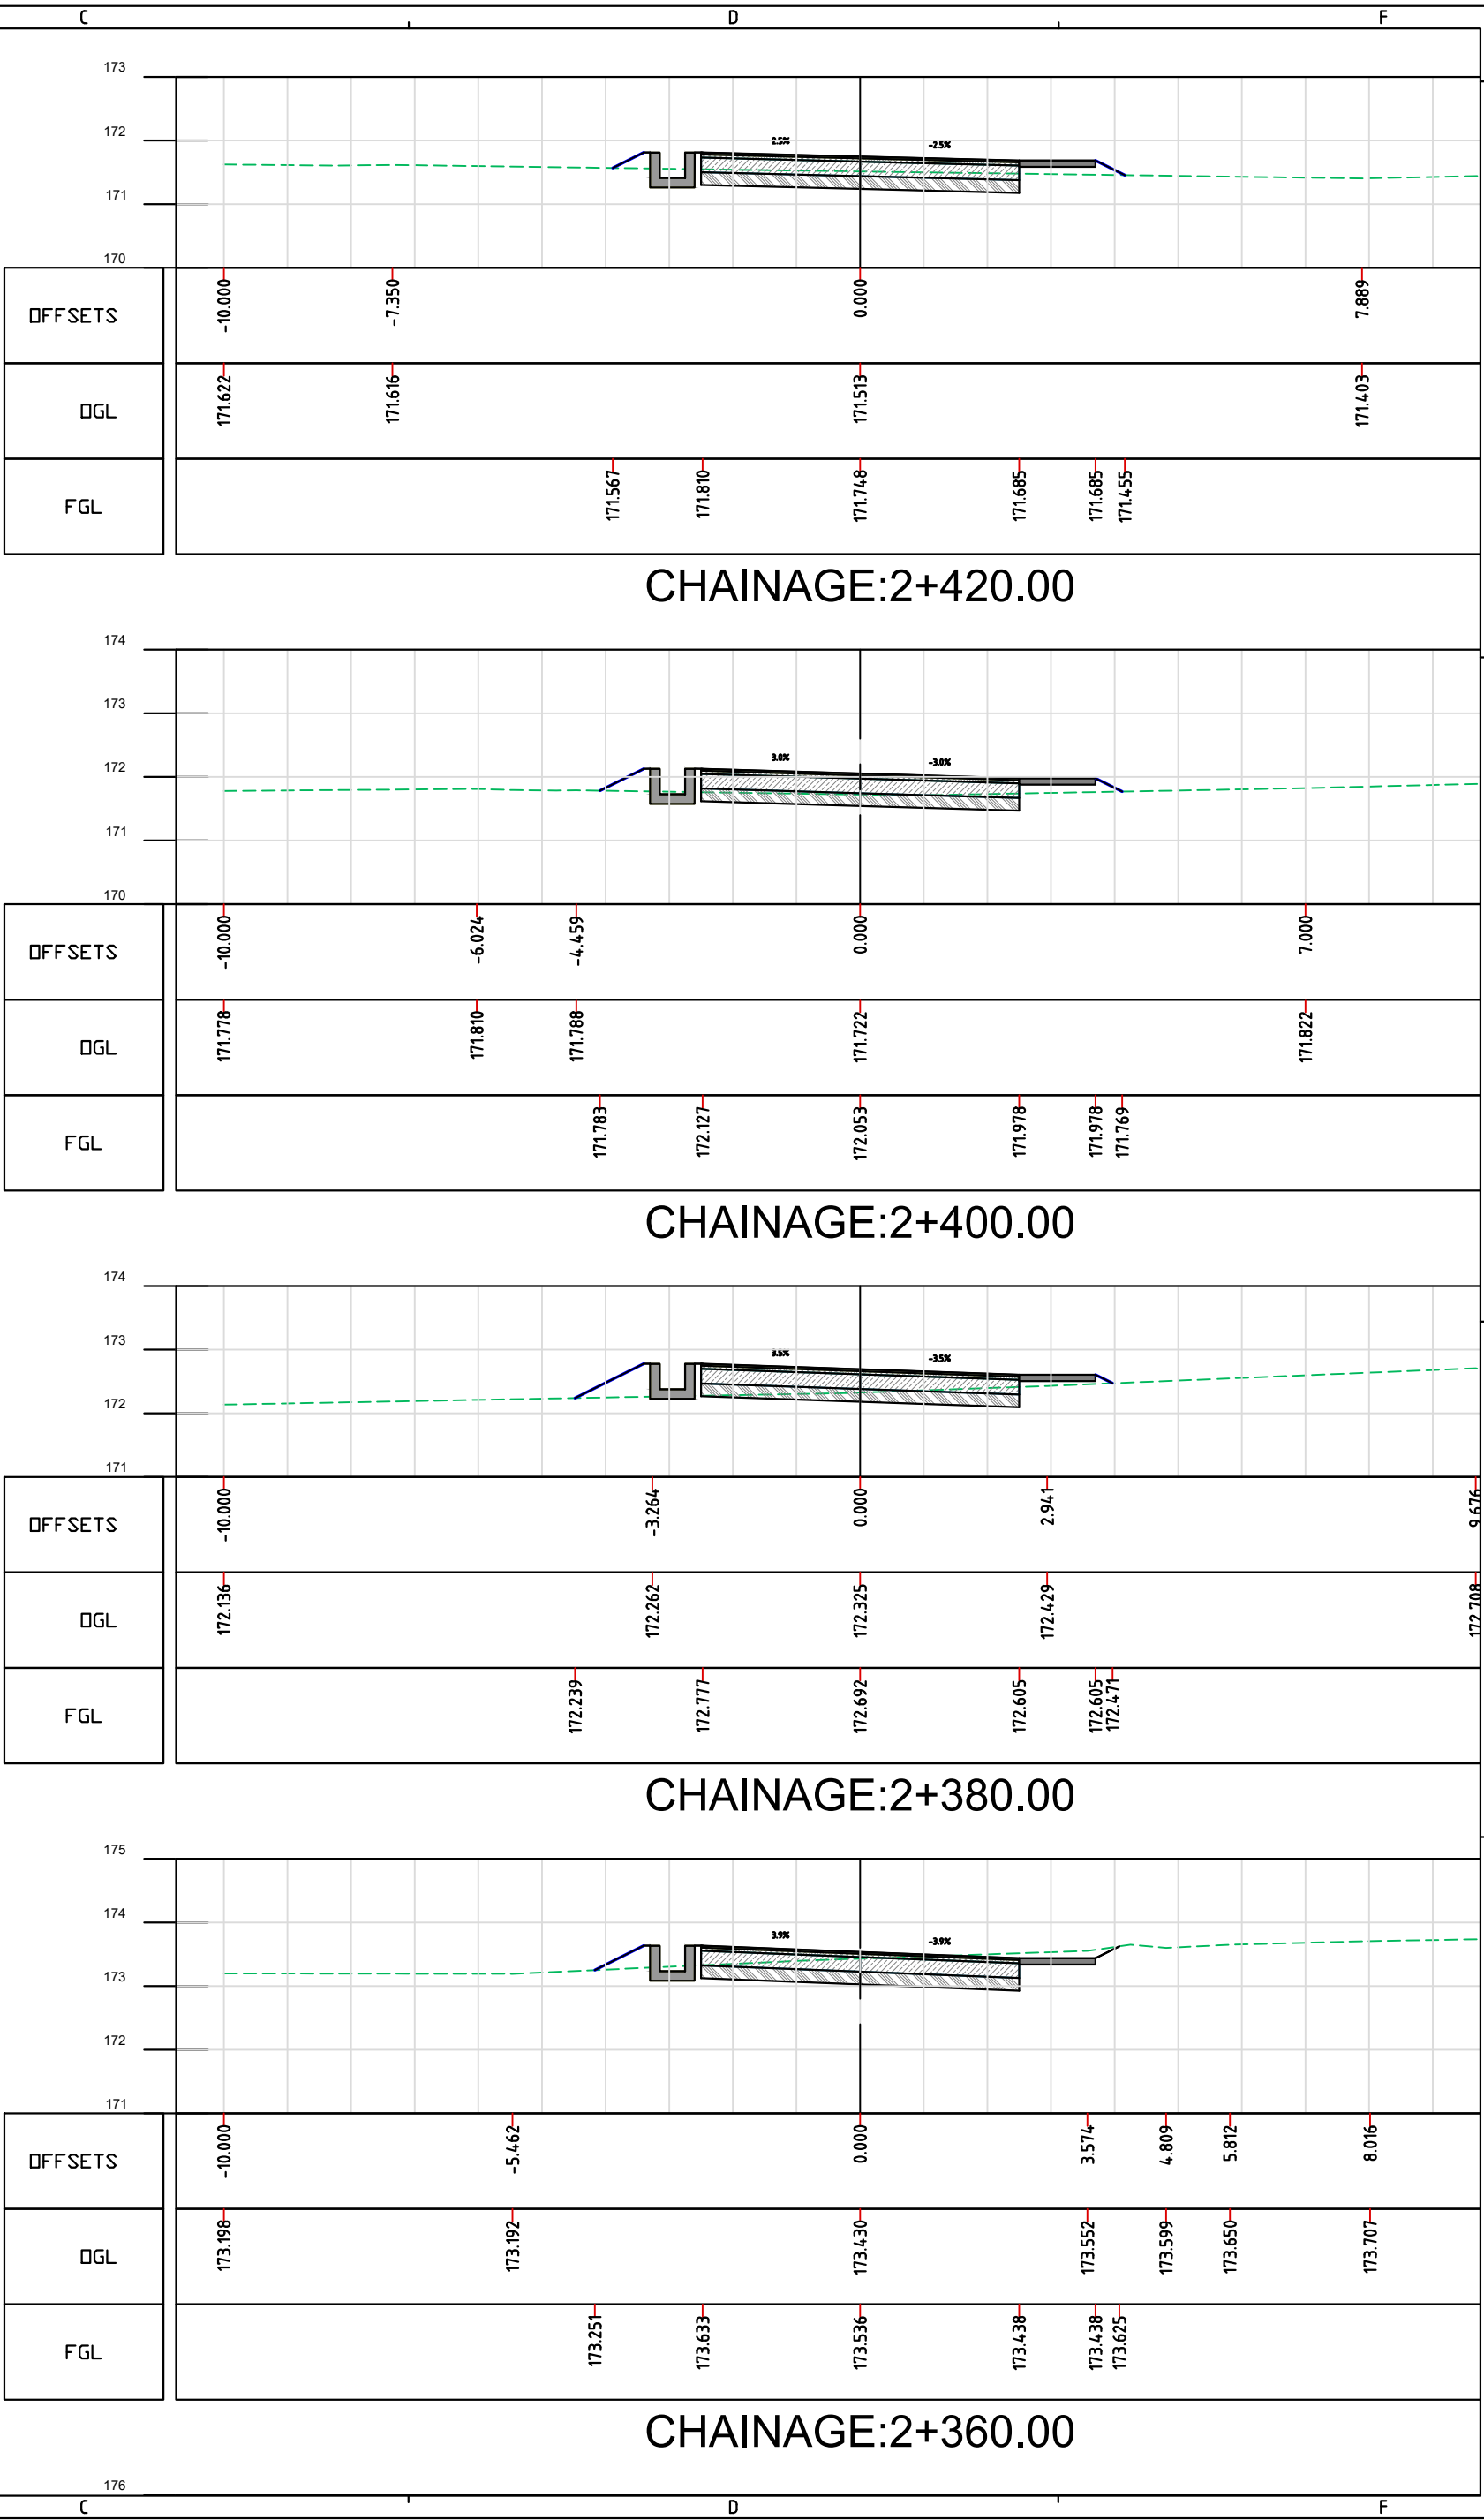 C D F
173
172
2.5% -2.5%
171
170
OFFSETS -10.000 -7.350 0.000 7.889
OGL 171.622 171.616 171.513 171.403
FGL 171.567 171.810 171.748 171.685 171.685 171.455
CHAINAGE:2+420.00
174
173
3.0% -3.0%
172
171
170
OFFSETS -10.000 -6.024 -4.459 0.000 7.000
OGL 171.778 171.810 171.788 171.722 171.822
FGL 171.783 172.127 172.053 171.978 171.978 171.769
CHAINAGE:2+400.00
174
173
3.5% -3.5%
172
171
OFFSETS -10.000 -3.264 0.000 2.941 9.676
OGL 172.136 172.262 172.325 172.429 172.708
FGL 172.239 172.777 172.692 172.605 172.605 172.471
CHAINAGE:2+380.00
175
174
3.9% -3.9%
173
172
171
OFFSETS -10.000 -5.462 0.000 3.574 4.809 5.812 8.016
OGL 173.198 173.192 173.430 173.552 173.599 173.650 173.707
FGL 173.251 173.633 173.536 173.438 173.438 173.625
CHAINAGE:2+360.00
176
C D F